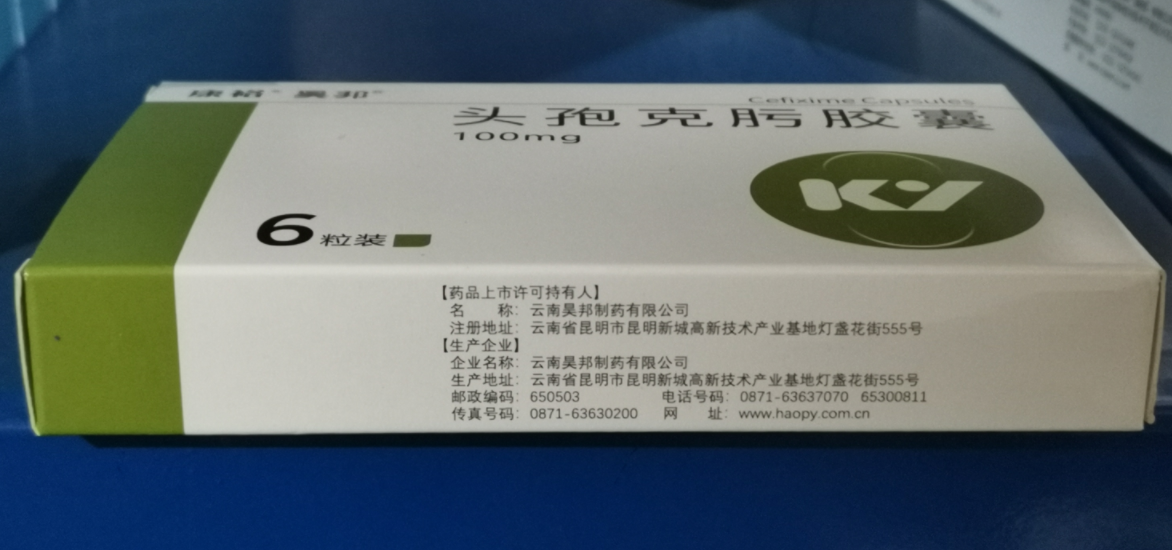 昊邦
Cefixime Capsules
头孢克肟胶囊
100mg
KY
6粒装
【药品上市许可持有人】
名 称：云南昊邦制药有限公司
注册地址：云南省昆明市昆明新城高新技术产业基地灯盏花街555号
【生产企业】
企业名称：云南昊邦制药有限公司
生产地址：云南省昆明市昆明新城高新技术产业基地灯盏花街555号
邮政编码：650503 电话号码：0871-63637070 65300811
传真号码：0871-63630200 网 址：www.haopy.com.cn